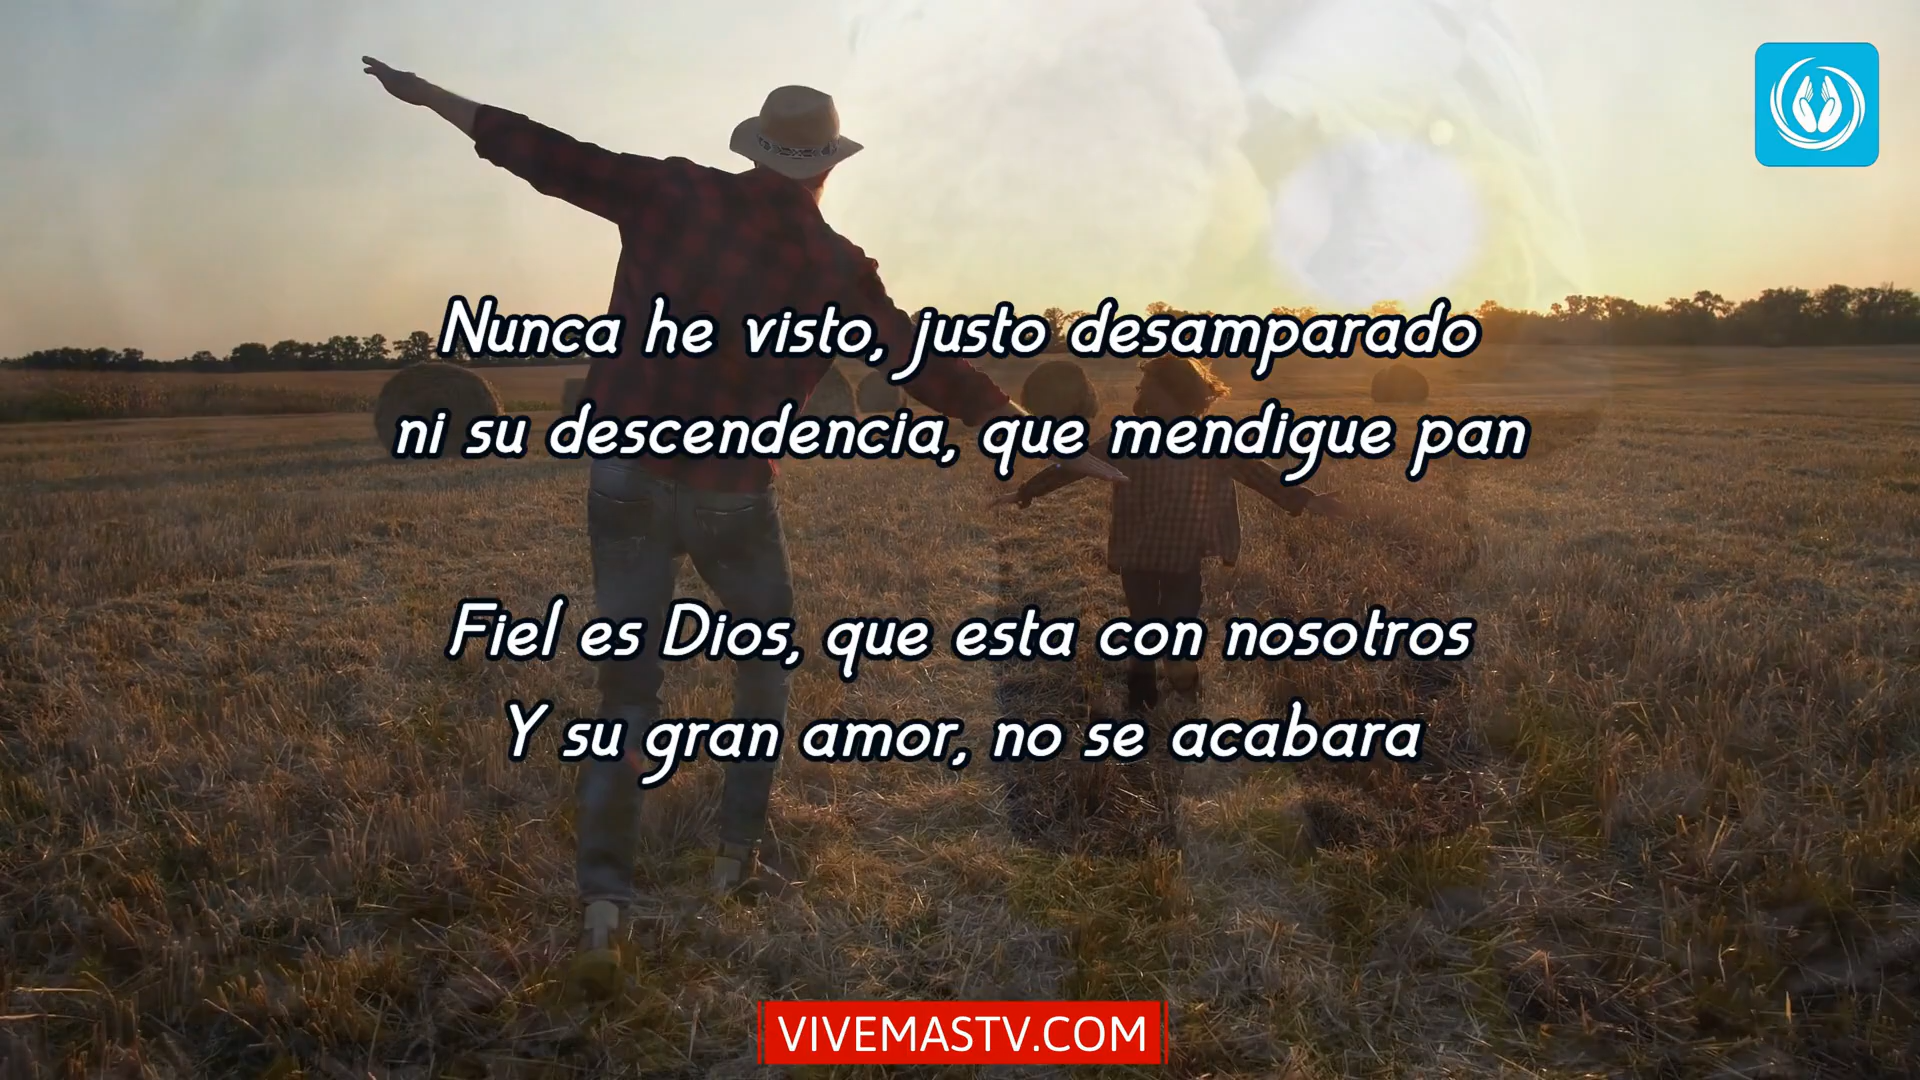 Nunca he visto, justo desamparado
ni su descendencia, que mendigue pan
Fiel es Dios, que esta con nosotros
Y su gran amor, no se acabara
VIVEMASTV.COM